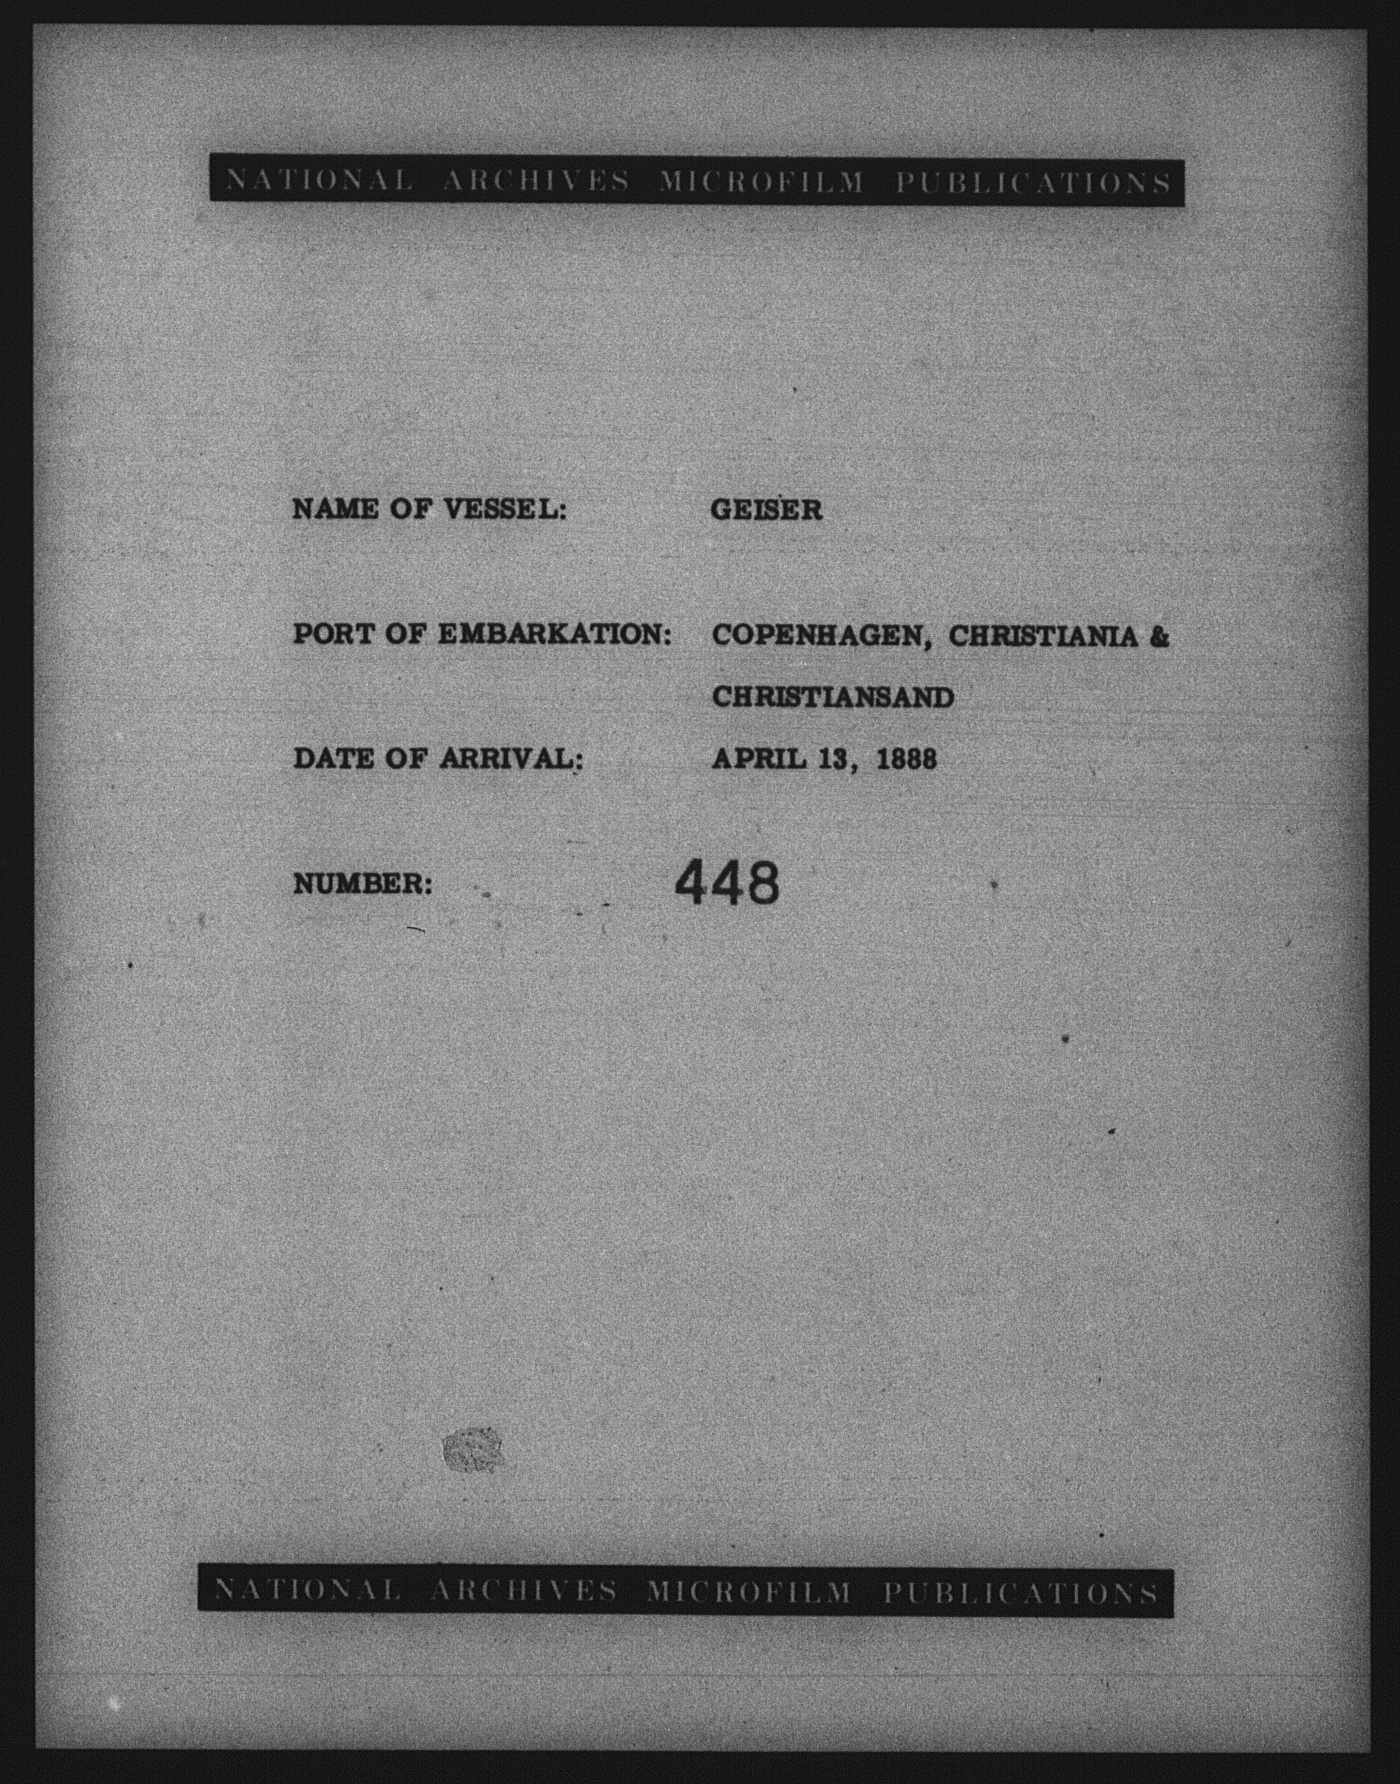 NATIONAL ARCHIVES MICROFILM PUBLICATIONS
NAME OF VESSEL: GEISER
PORT OF EMBARKATION: COPENHAGEN, CHRISTIANIA &
CHRISTIANSAND
DATE OF ARRIVAL: APRIL 13, 1888
NUMBER: 448
NATIONAL ARCHIVES MICROFILM PUBLICATIONS